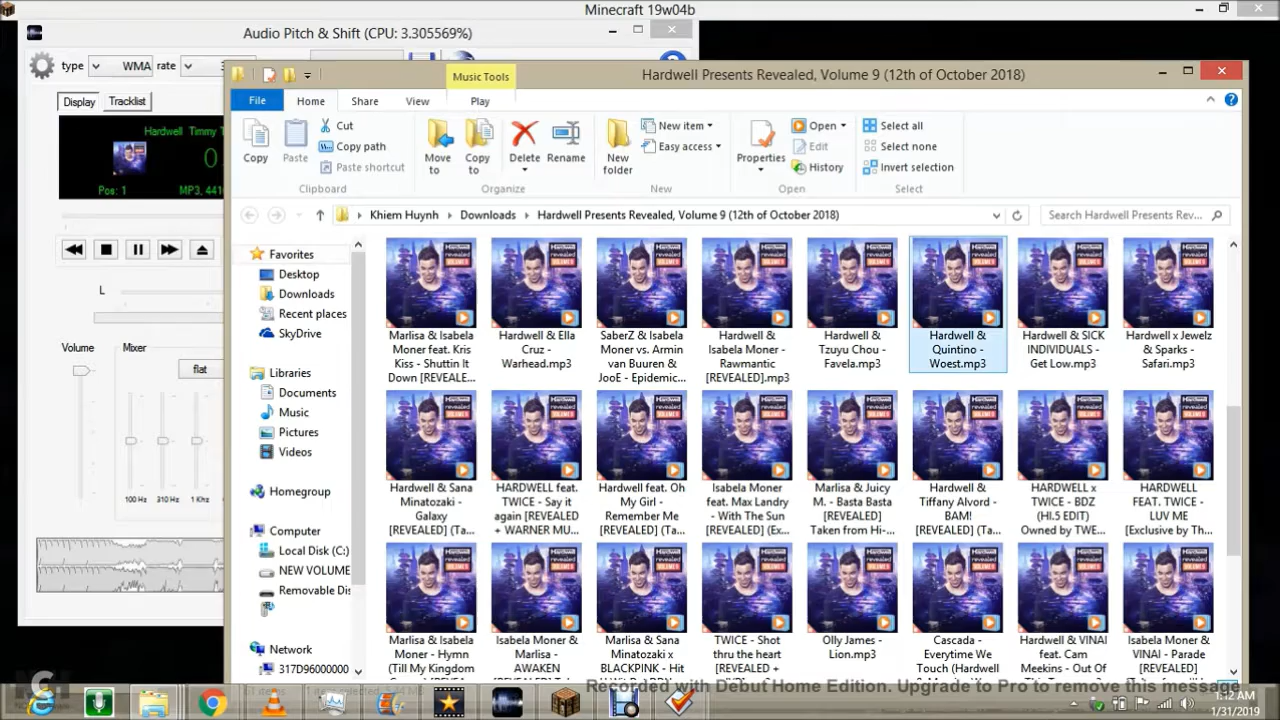 Minecraft 19w04b
Audio Pitch & Shift (CPU: 3.305569%)
type WMA rate
Display Tracklist
Hardwell Timmy T
0
Pos: 1 MP3, 441
L
Volume Mixer
flat
100 Hz 310 Hz 1 Khz
Music Tools
Hardwell Presents Revealed, Volume 9 (12th of October 2018)
File Home Share View Play
Copy Paste
Cut
Copy path
Paste shortcut
Clipboard
Move to
Copy to
Delete Rename
Organize
New folder
New item
Easy access
New
Properties
Open
Edit
History
Open
Select all
Select none
Invert selection
Select
Khiem Huynh Downloads Hardwell Presents Revealed, Volume 9 (12th of October 2018)
Search Hardwell Presents Rev...
Favorites
Desktop
Downloads
Recent places
SkyDrive
Libraries
Documents
Music
Pictures
Videos
Homegroup
Computer
Local Disk (C:)
NEW VOLUME
Removable Dis
Network
317D96000000
Marlisa & Isabela
Moner feat. Kris
Kiss - Shuttin It
Down [REVEALE...
Hardwell & Ella
Cruz -
Warhead.mp3
SaberZ & Isabela
Moner vs. Armin
van Buuren &
JooE - Epidemic...
Hardwell &
Isabela Moner -
Rawmantic
[REVEALED].mp3
Hardwell &
Tzuyu Chou -
Favela.mp3
Hardwell &
Quintino -
Woest.mp3
Hardwell & SICK
INDIVIDUALS -
Get Low.mp3
Hardwell x Jewelz
& Sparks -
Safari.mp3
Hardwell & Sana
Minatozaki -
Galaxy
[REVEALED] (Ta...
HARDWELL feat.
TWICE - Say it
again [REVEALED
+ WARNER MU...
Hardwell feat. Oh
My Girl -
Remember Me
[REVEALED] (Ta...
Isabela Moner
feat. Max Landry
- With The Sun
[REVEALED] (Ex...
Marlisa & Juicy
M. - Basta Basta
[REVEALED]
Taken from Hi-...
Hardwell &
Tiffany Alvord -
BAM!
[REVEALED] (Ta...
HARDWELL x
TWICE - BDZ
(HI.5 EDIT)
Owned by TWE...
HARDWELL
FEAT. TWICE -
LUV ME
[Exclusive by Th...
Marlisa & Isabela
Moner - Hymn
(Till My Kingdom
Isabela Moner &
Marlisa -
AWAKEN
Marlisa & Sana
Minatozaki x
BLACKPINK - Hit
TWICE - Shot
thru the heart
[REVEALED +
Olly James -
Lion.mp3
Cascada -
Everytime We
Touch (Hardwell
Hardwell & VINAI
feat. Cam
Meekins - Out Of
Isabela Moner &
VINAI - Parade
Recorded with Debut Home Edition. Upgrade to Pro to remove this message
1:12 AM
1/31/2019